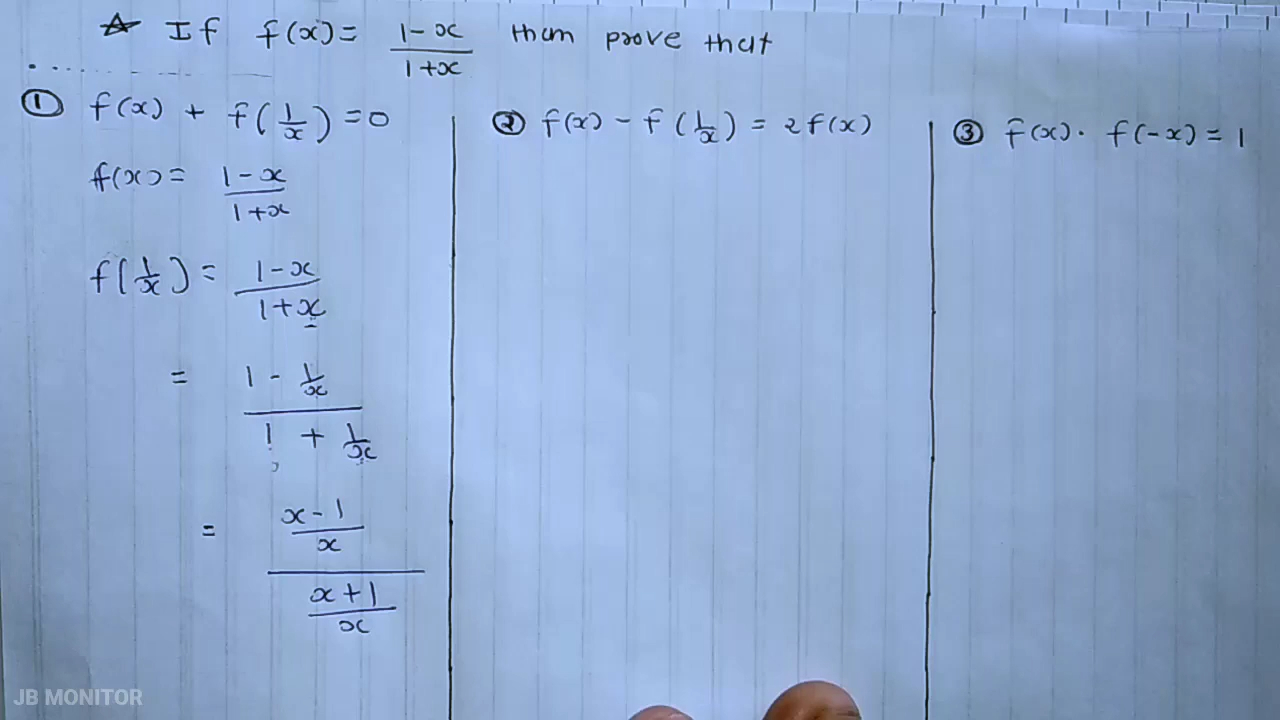 ☆ If f(x) = (1-x)/(1+x) then prove that
① f(x) + f(1/x) = 0
f(x) = (1-x)/(1+x)
f(1/x) = (1-x)/(1+x)
= (1 - 1/x)/(1 + 1/x)
= ((x-1)/x)/((x+1)/x)
② f(x) - f(1/x) = 2f(x)
③ f(x). f(-x) = 1
JB MONITOR